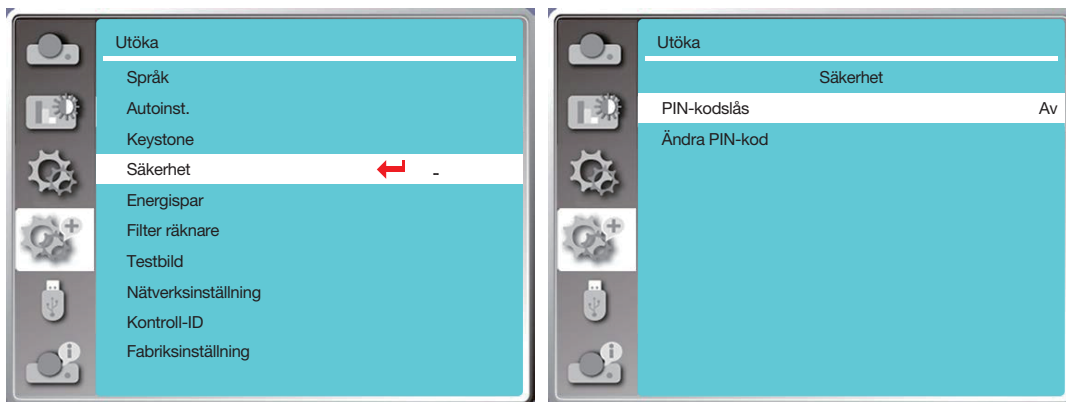 Utöka
Språk
Autoinst.
Keystone
Säkerhet -
Energispar
Filter räknare
Testbild
Nätverksinställning
Kontroll-ID
Fabriksinställning
Utöka
Säkerhet
PIN-kodslås Av
Ändra PIN-kod